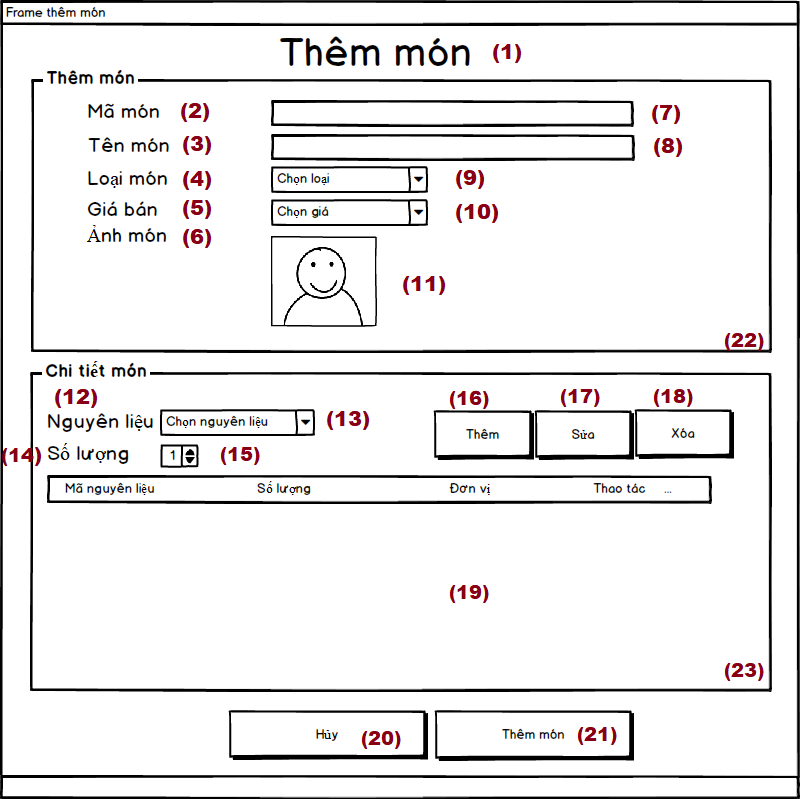 Frame thêm món
Thêm món (1)
Thêm món
Mã món (2) (7)
Tên món (3) (8)
Loại món (4) Chọn loại (9)
Giá bán (5) Chọn giá (10)
Ảnh món (6)
(11)
(22)
Chi tiết món
(12) (16) (17) (18)
Nguyên liệu Chọn nguyên liệu (13) Thêm Sửa Xóa
(14) Số lượng 1 (15)
Mã nguyên liệu Số lượng Đơn vị Thao tác ...
(19)
(23)
Hủy (20) Thêm món (21)